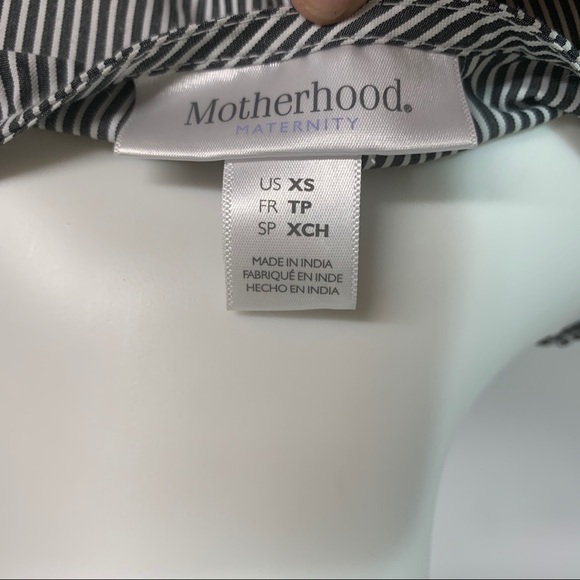 Motherhood®
MATERNITY
US XS
FR TP
SP XCH
MADE IN INDIA
FABRIQUÉ EN INDE
HECHO EN INDIA